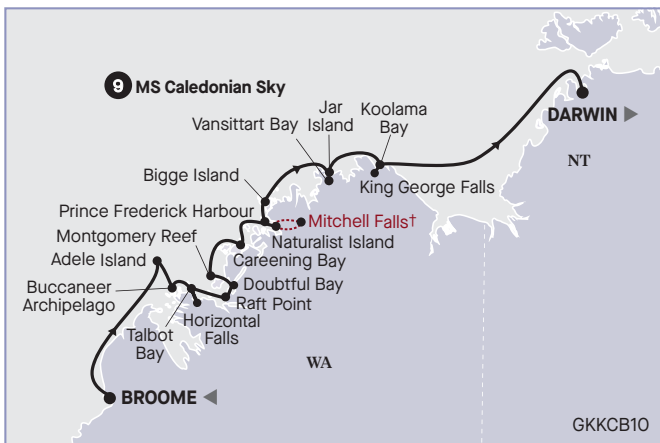 9 MS Caledonian Sky
Jar
Island
Koolama
Bay
Vansittart Bay
DARWIN
NT
King George Falls
Bigge Island
Prince Frederick Harbour
Mitchell Falls†
Naturalist Island
Montgomery Reef
Careening Bay
Adele Island
Doubtful Bay
Buccaneer
Archipelago
Raft Point
Horizontal
Falls
Talbot
Bay
WA
BROOME
GKKCB10